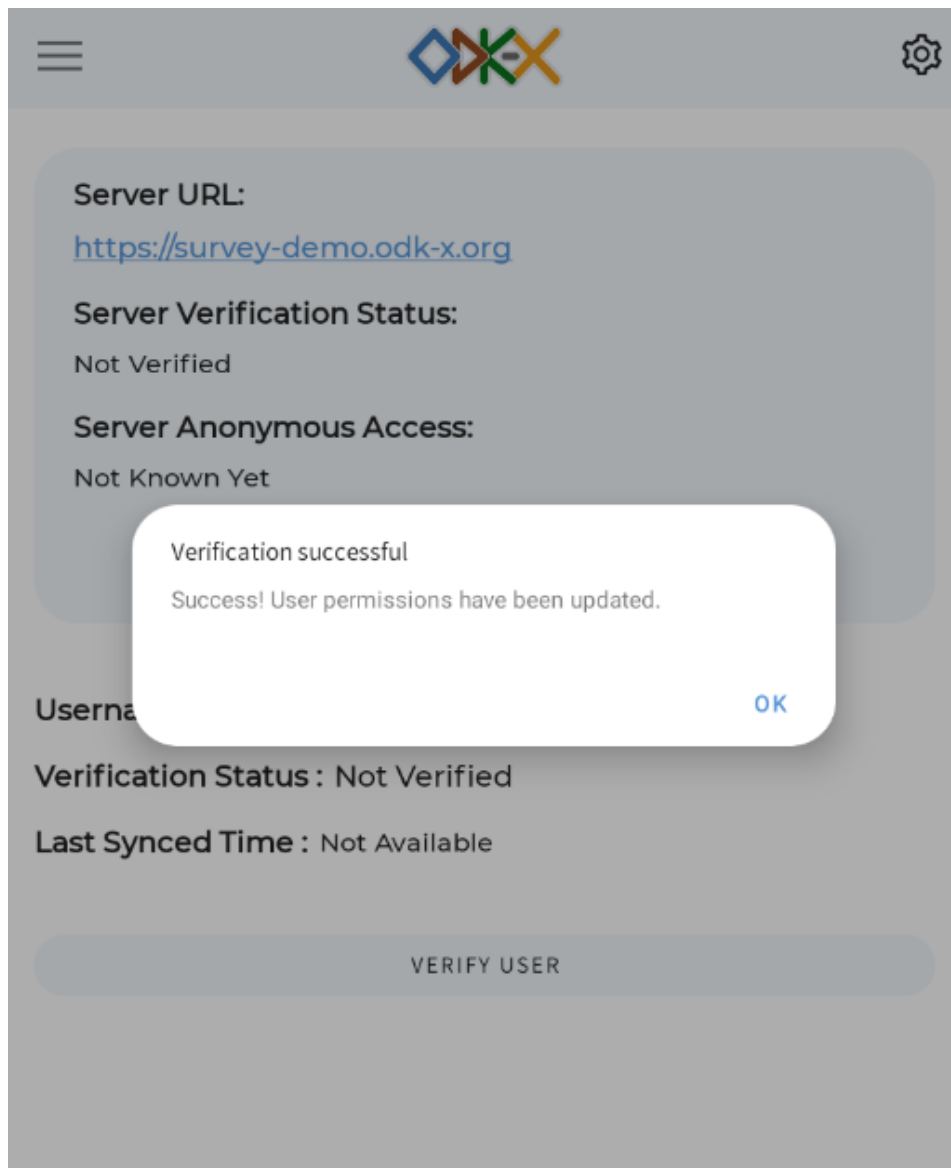 ODK-X
Server URL:
https://survey-demo.odk-x.org
Server Verification Status:
Not Verified
Server Anonymous Access:
Not Known Yet
Verification successful
Success! User permissions have been updated.
OK
Verification Status : Not Verified
Last Synced Time : Not Available
VERIFY USER